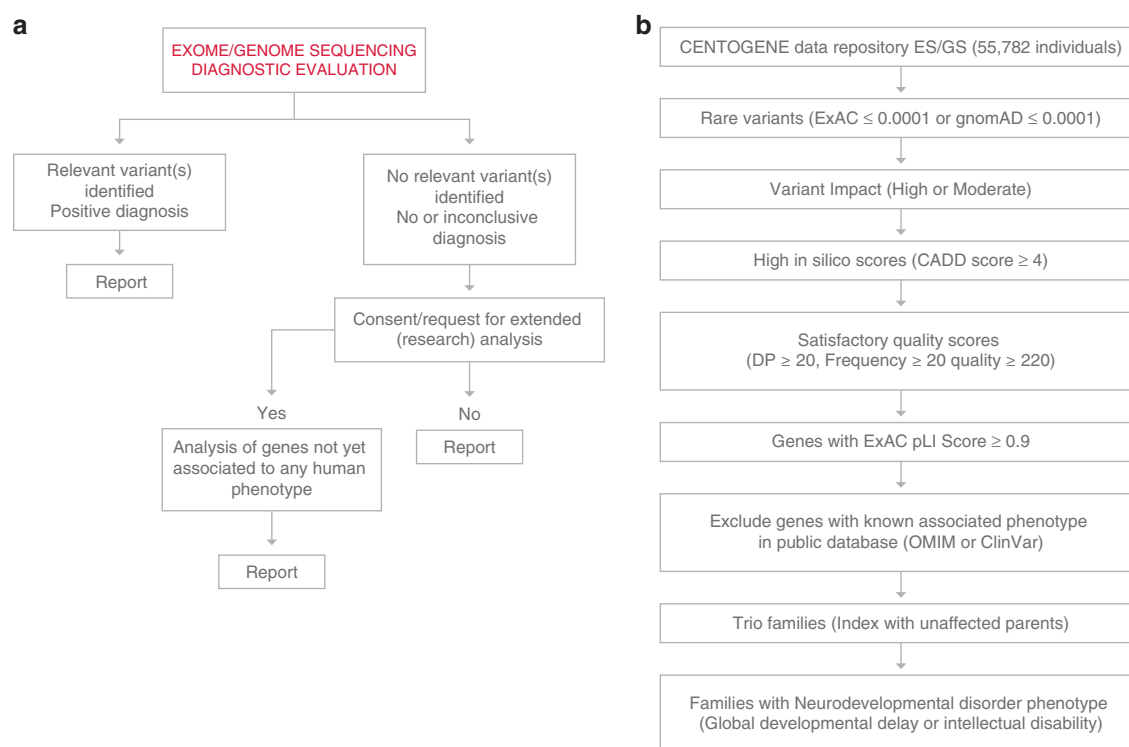 a
EXOME/GENOME SEQUENCING
DIAGNOSTIC EVALUATION
Relevant variant(s)
identified
Positive diagnosis
Report
No relevant variant(s)
identified
No or inconclusive
diagnosis
Consent/request for extended
(research) analysis
Yes
No
Analysis of genes not yet
associated to any human
phenotype
Report
Report
b
CENTOGENE data repository ES/GS (55,782 individuals)
Rare variants (ExAC ≤ 0.0001 or gnomAD ≤ 0.0001)
Variant Impact (High or Moderate)
High in silico scores (CADD score ≥ 4)
Satisfactory quality scores
(DP ≥ 20, Frequency ≥ 20 quality ≥ 220)
Genes with ExAC pLI Score ≥ 0.9
Exclude genes with known associated phenotype
in public database (OMIM or ClinVar)
Trio families (Index with unaffected parents)
Families with Neurodevelopmental disorder phenotype
(Global developmental delay or intellectual disability)